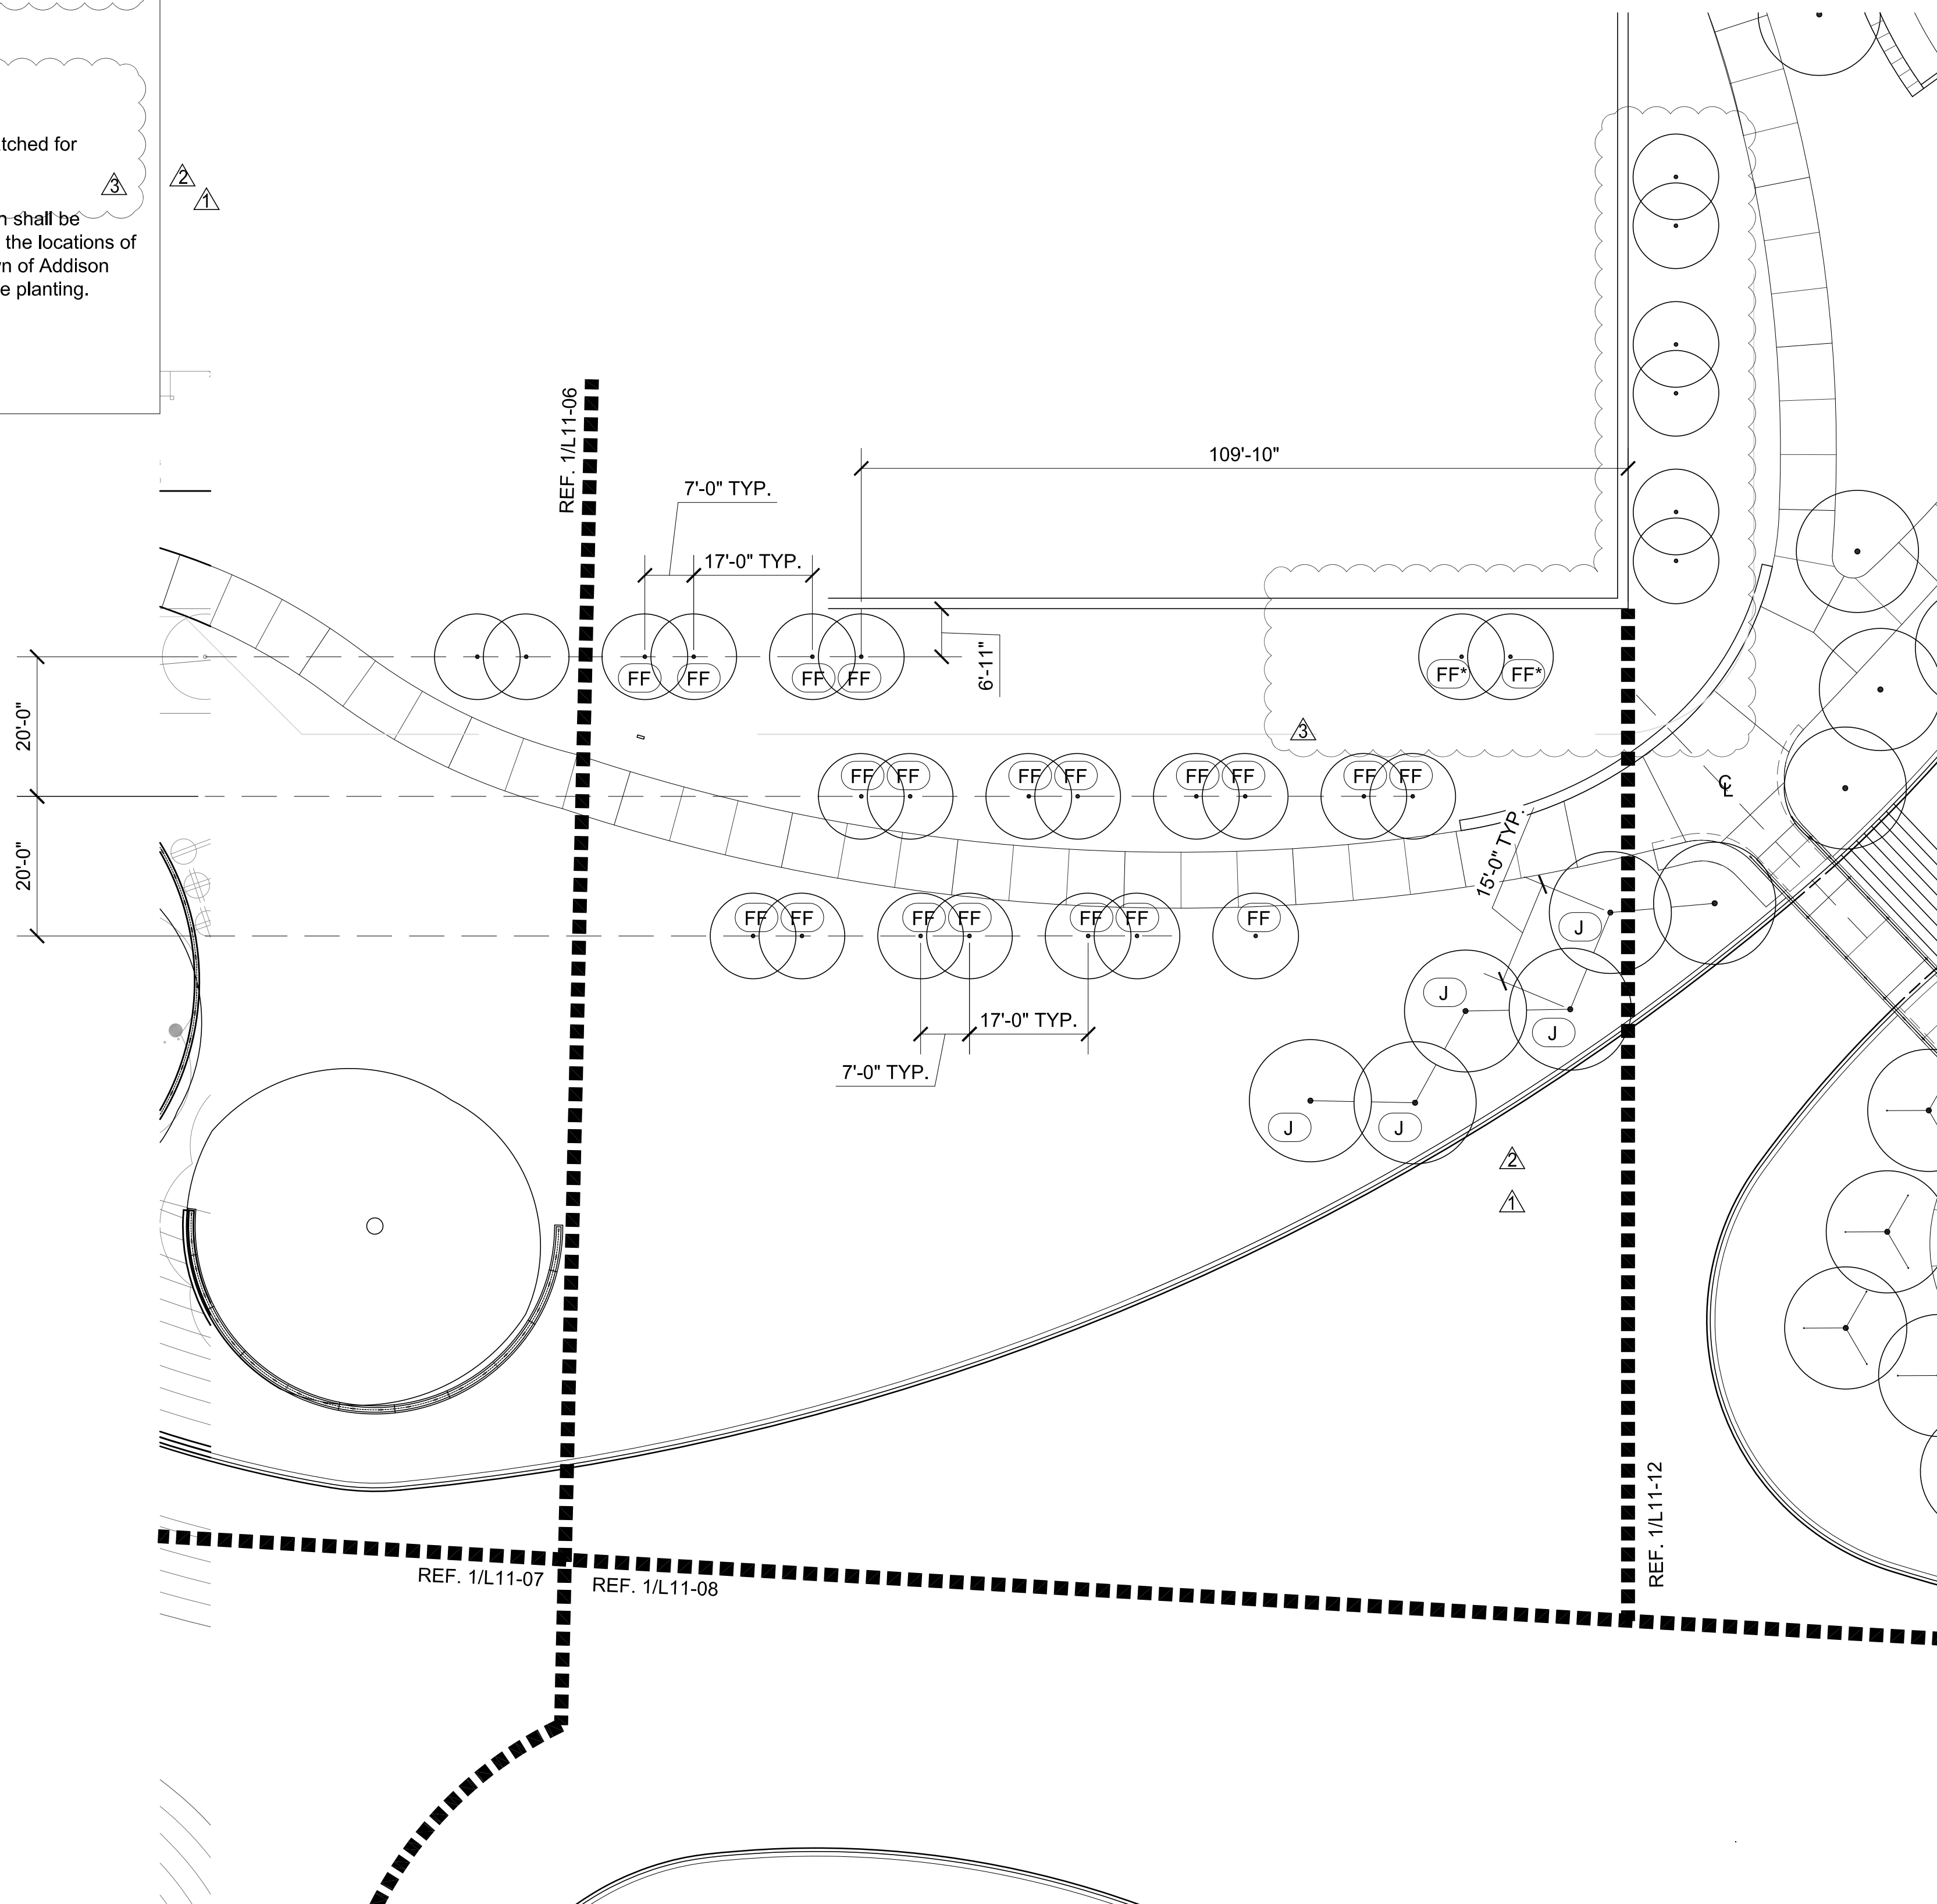 tched for
3
2
1
n shall be
the locations of
n of Addison
e planting.
REF. 1/L11-06
109'-10"
7'-0" TYP.
17'-0" TYP.
6'-11"
FF
FF
FF
FF
FF*
FF*
3
20'-0"
20'-0"
FF
FF
FF
FF
FF
FF
FF
FF
CL
15'-0" TYP.
FF
FF
FF
FF
FF
FF
FF
J
J
J
J
J
17'-0" TYP.
7'-0" TYP.
2
1
REF. 1/L11-12
REF. 1/L11-07
REF. 1/L11-08